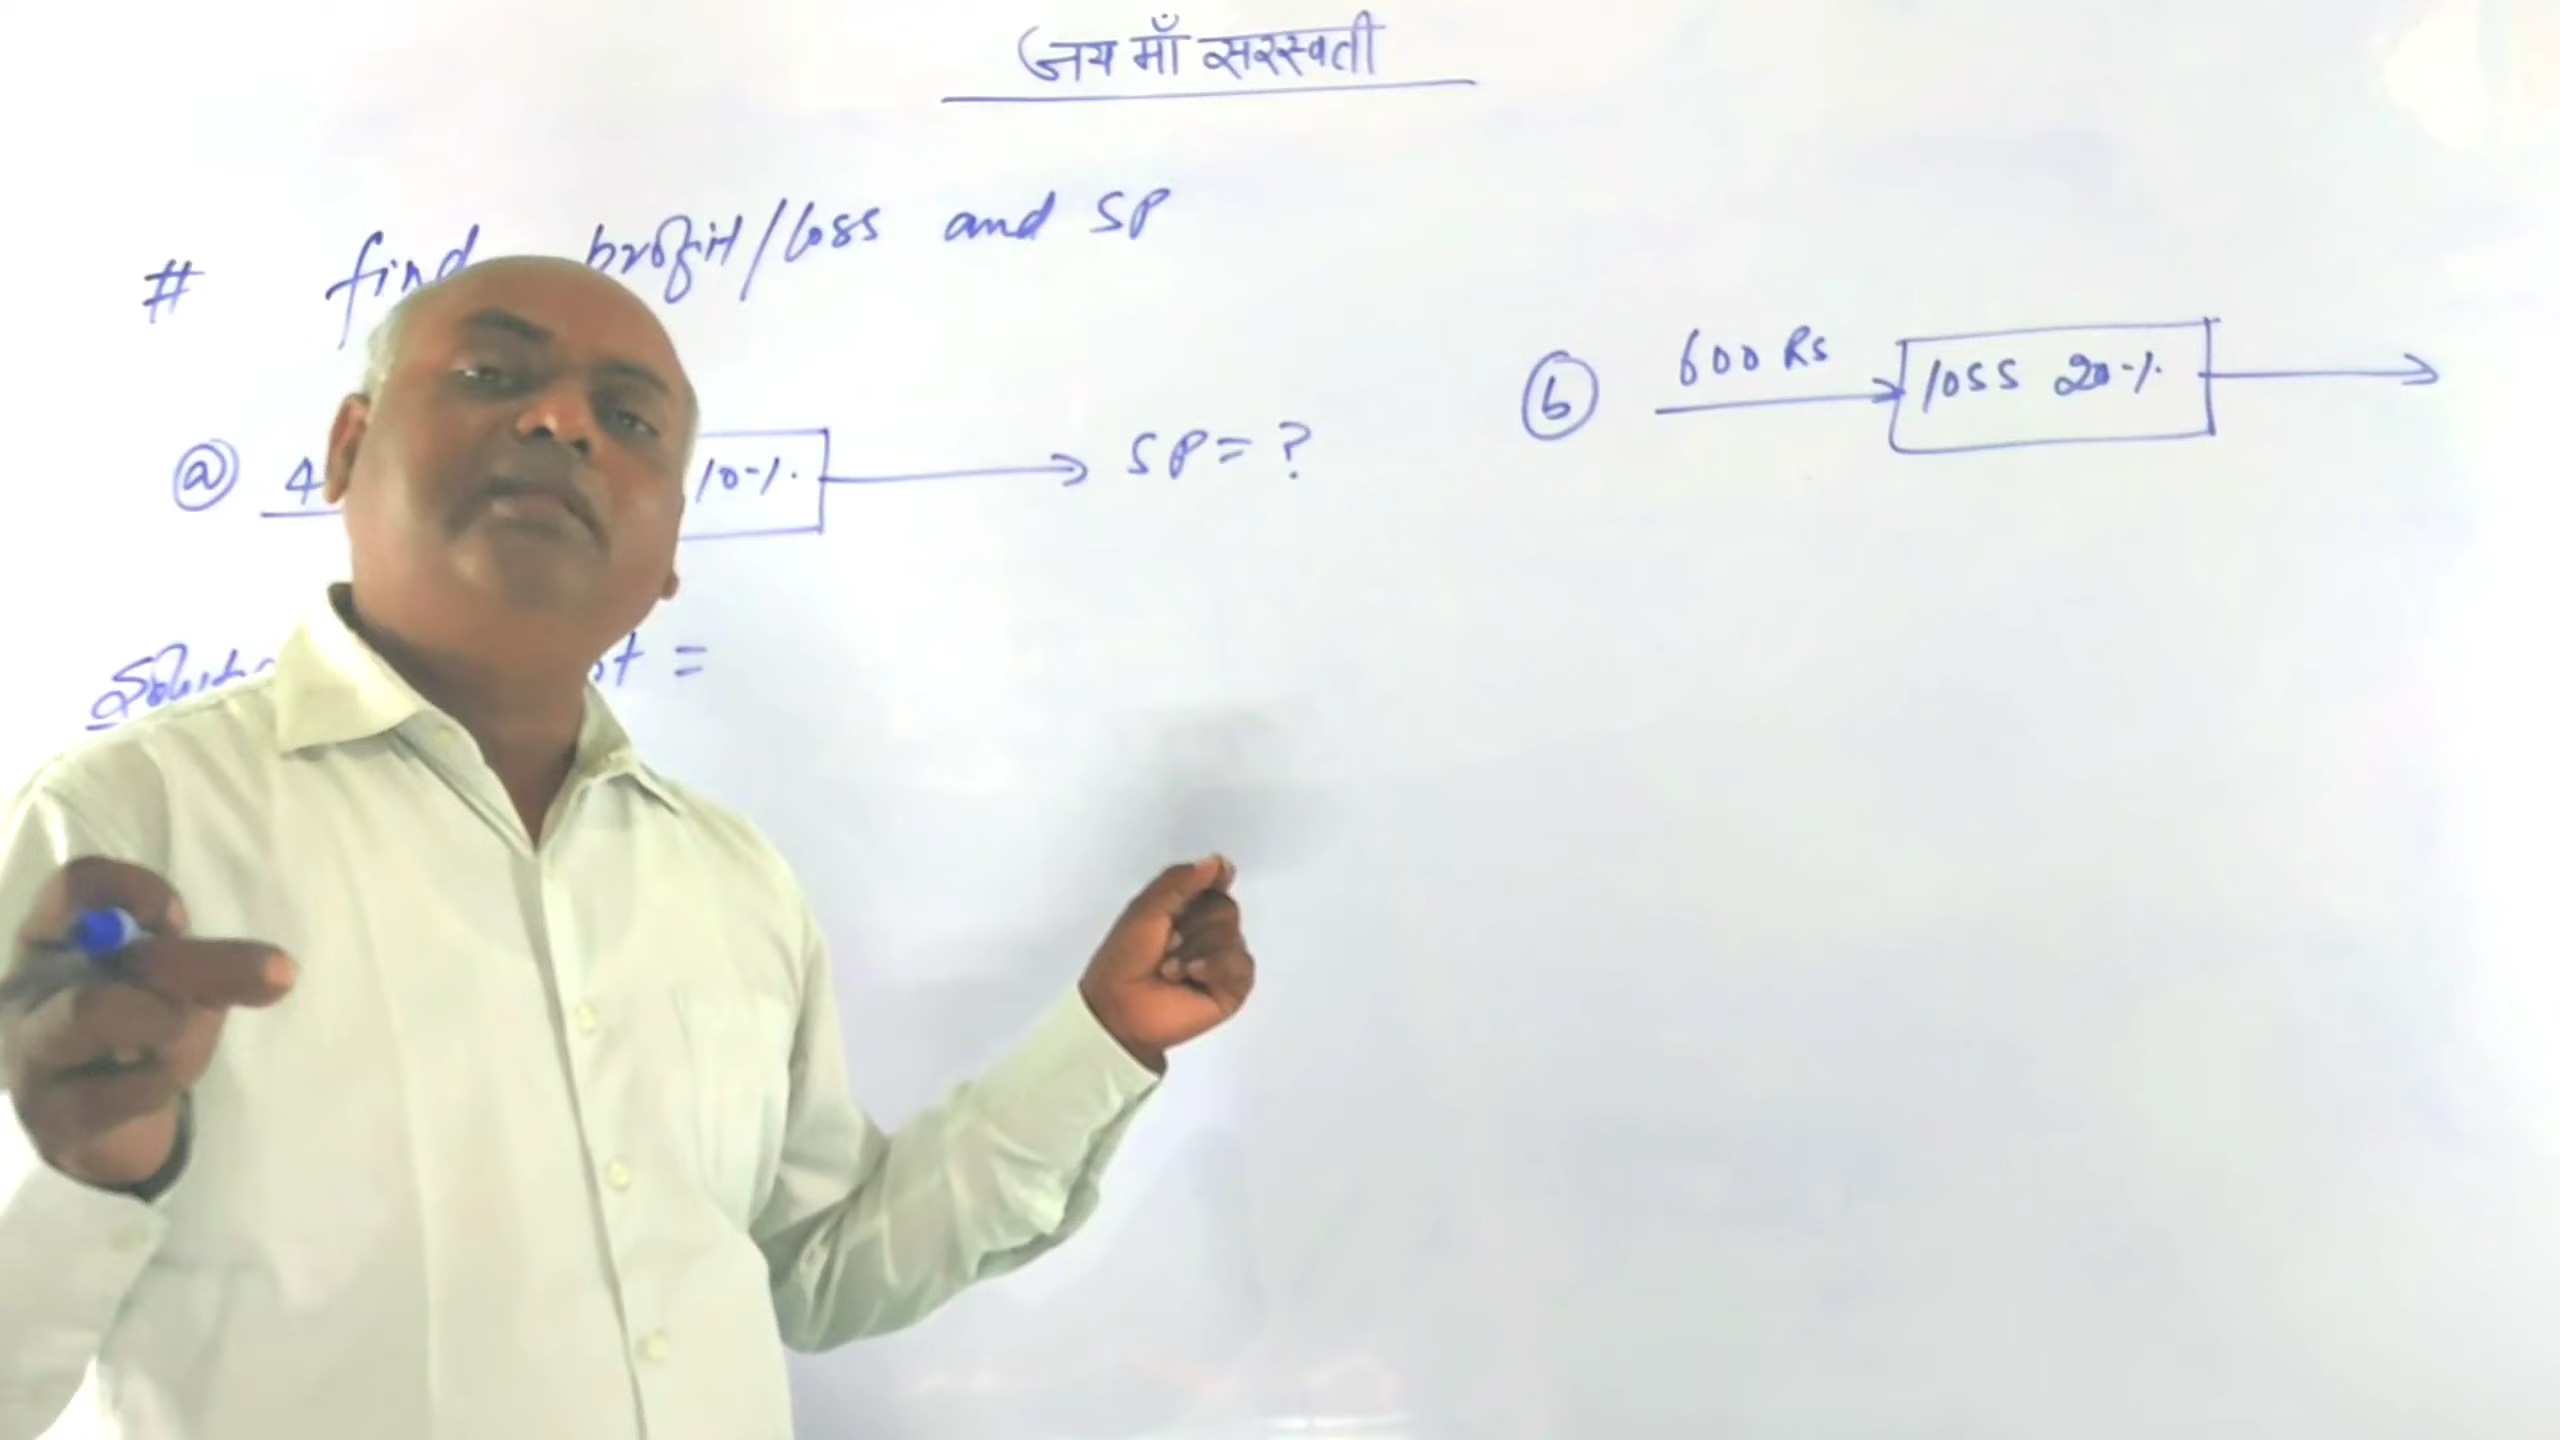 जय माँ सरस्वती
# find profit/loss and SP
@ 4 10% SP = ?
b 600 Rs loss 20%
=